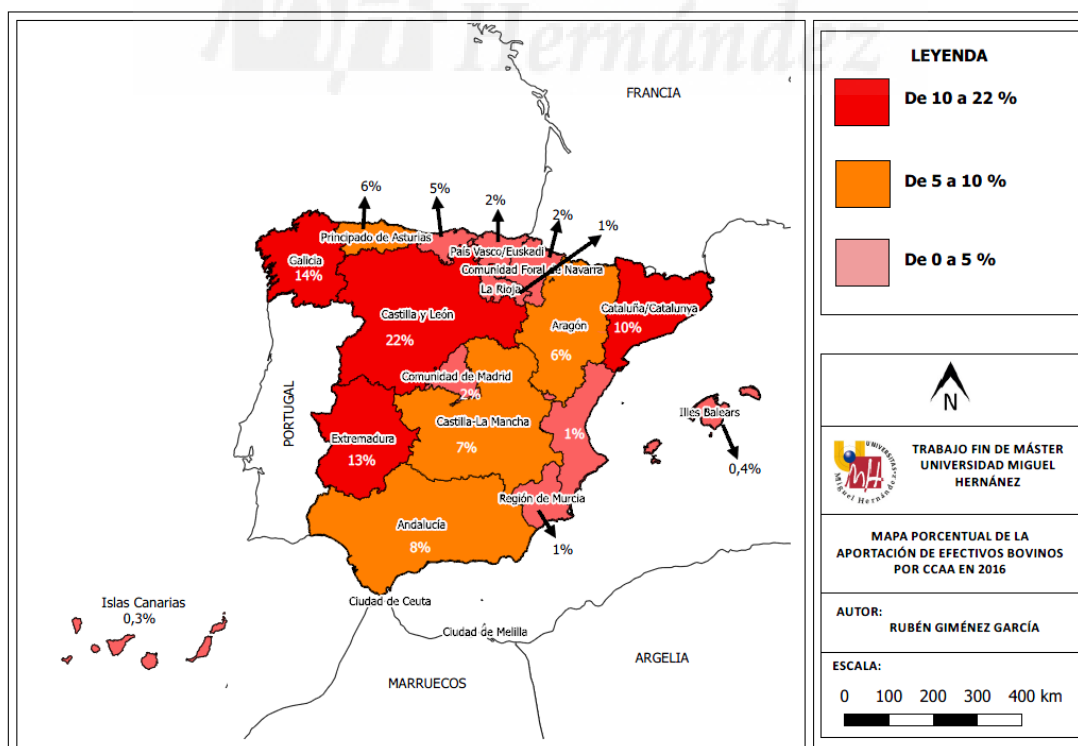 Hernández
FRANCIA
6%
5%
2%
2%
1%
Principado de Asturias
País Vasco/Euskadi
Galicia
14%
Comunidad Foral de Navarra
La Rioja
Cataluña/Catalunya
10%
Castilla y León
22%
Aragón
6%
Comunidad de Madrid
2%
PORTUGAL
Castilla-La Mancha
7%
Illes Balears
0,4%
Extremadura
13%
1%
Región de Murcia
1%
Andalucía
8%
Islas Canarias
0,3%
Ciudad de Ceuta
Ciudad de Melilla
ARGELIA
MARRUECOS
LEYENDA
De 10 a 22 %
De 5 a 10 %
De 0 a 5 %
N
UNIVERSITAS
Miguel Hernández
TRABAJO FIN DE MÁSTER
UNIVERSIDAD MIGUEL
HERNÁNEZ
MAPA PORCENTUAL DE LA
APORTACIÓN DE EFECTIVOS BOVINOS
POR CCAA EN 2016
AUTOR:
RUBÉN GIMÉNEZ GARCÍA
ESCALA:
0 100 200 300 400 km